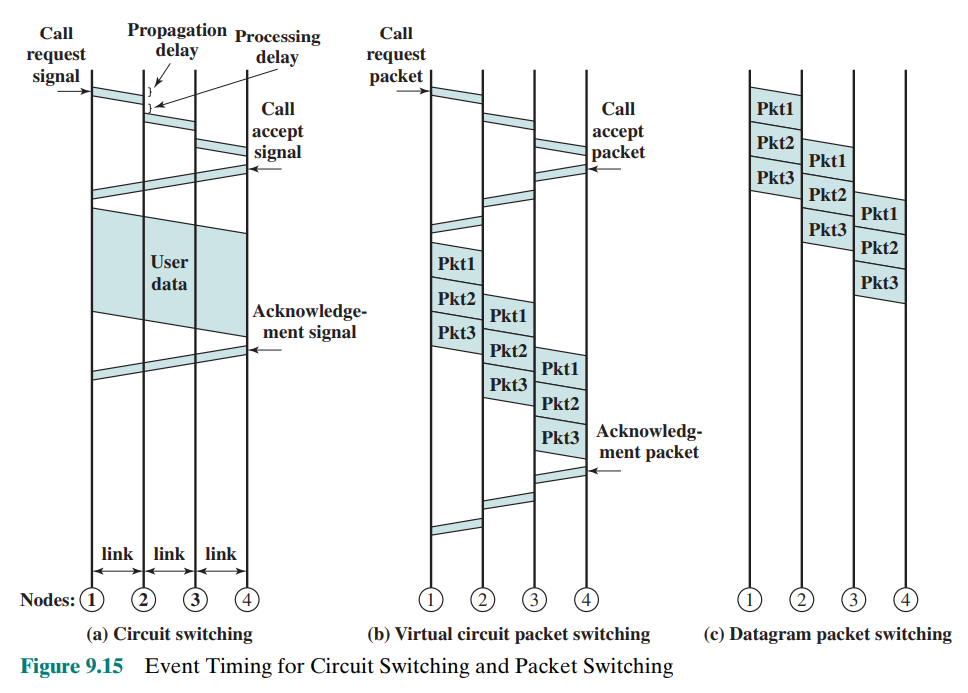 Call
request
signal
Propagation
delay
Processing
delay
Call
accept
signal
User
data
Acknowledge-
ment signal
link link link
Nodes: 1 2 3 4
(a) Circuit switching
Call
request
packet
Call
accept
packet
Pkt1
Pkt2
Pkt3
Pkt1
Pkt2
Pkt3
Pkt1
Pkt2
Pkt3
Acknowledg-
ment packet
1 2 3 4
(b) Virtual circuit packet switching
Pkt1
Pkt2
Pkt3
Pkt1
Pkt2
Pkt3
Pkt1
Pkt2
Pkt3
1 2 3 4
(c) Datagram packet switching
Figure 9.15 Event Timing for Circuit Switching and Packet Switching